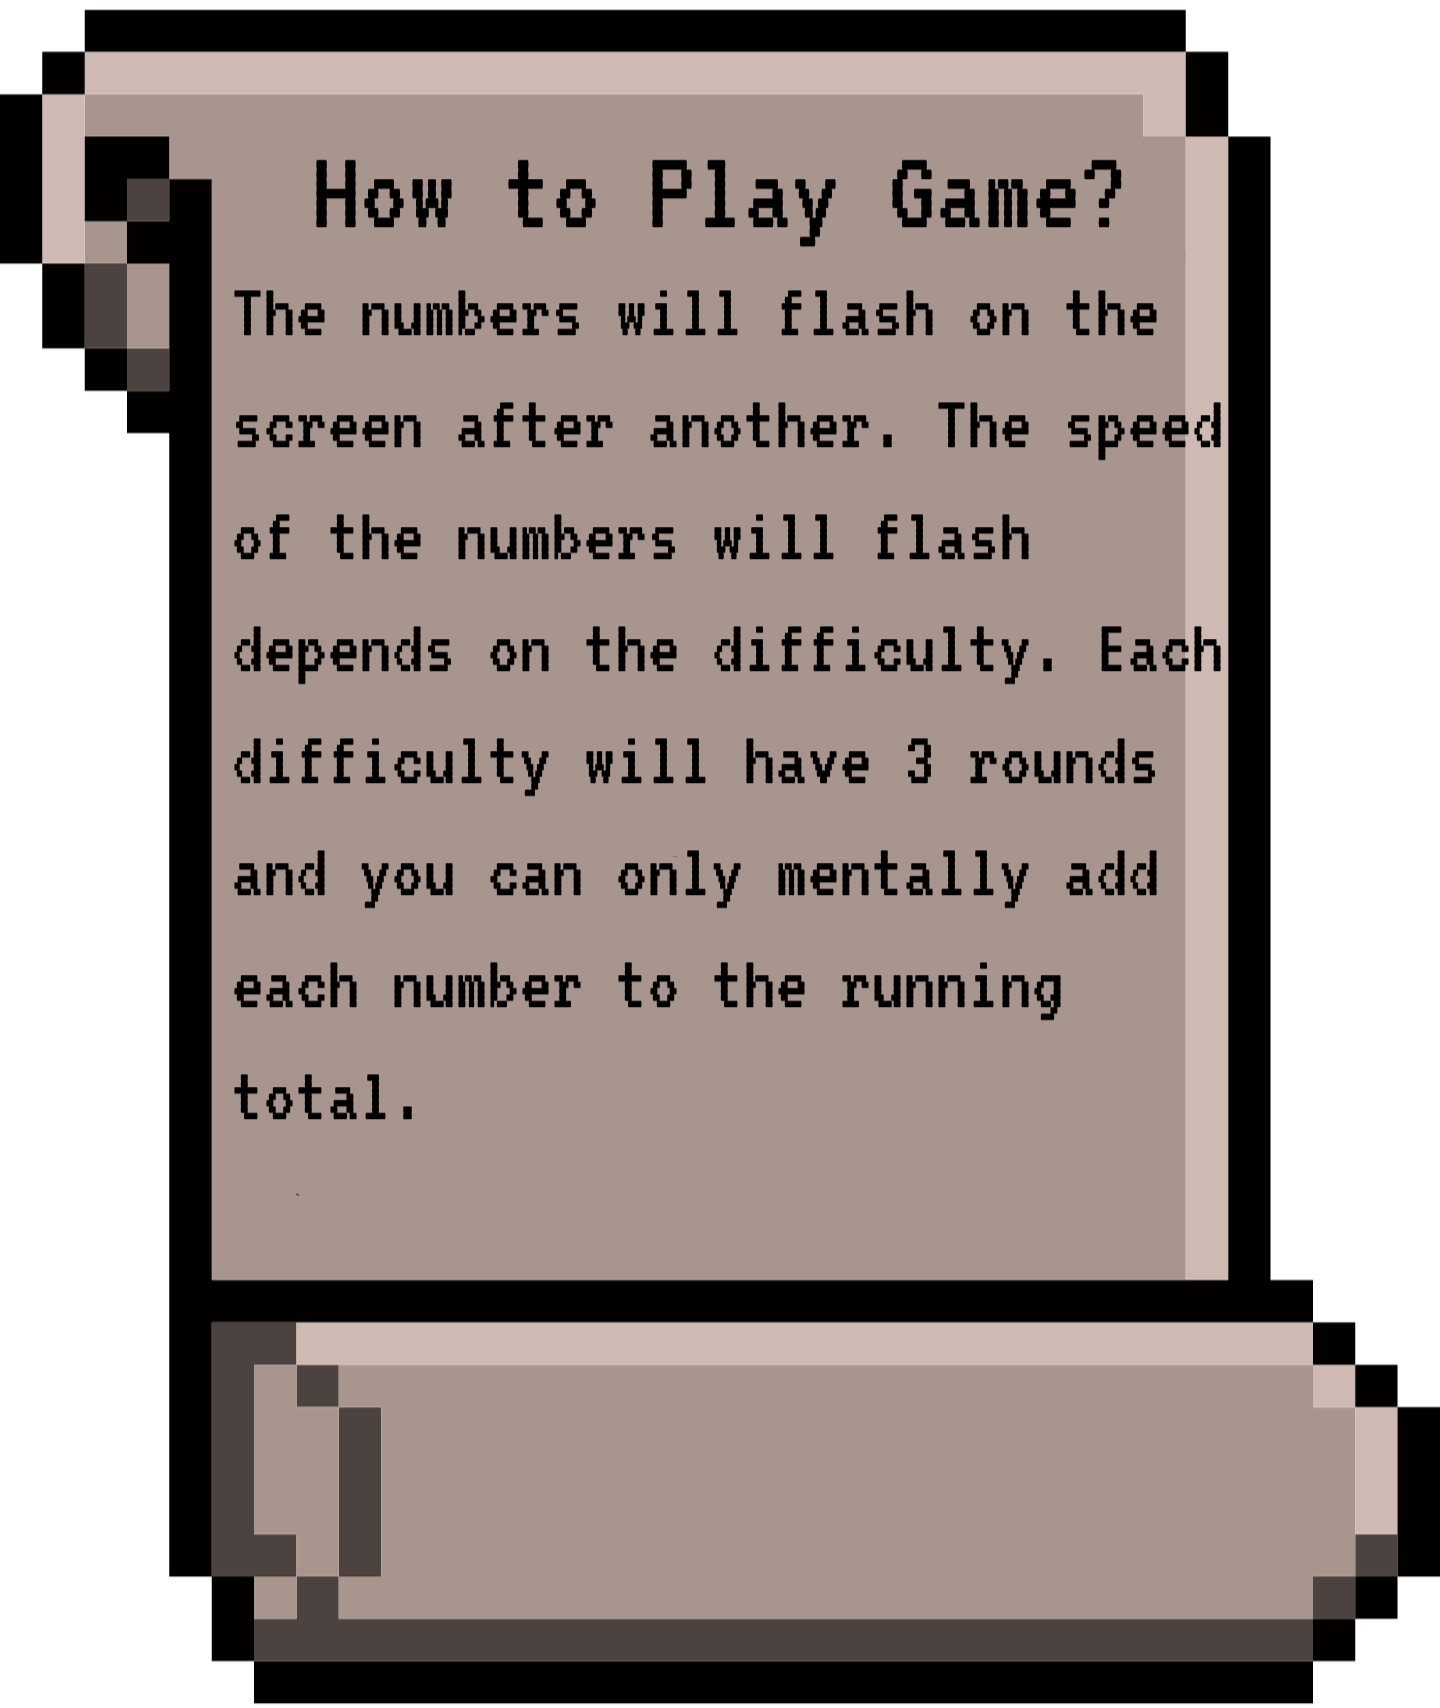 How to Play Game?
The numbers will flash on the
screen after another. The speed
of the numbers will flash
depends on the difficulty. Each
difficulty will have 3 rounds
and you can only mentally add
each number to the running
total.